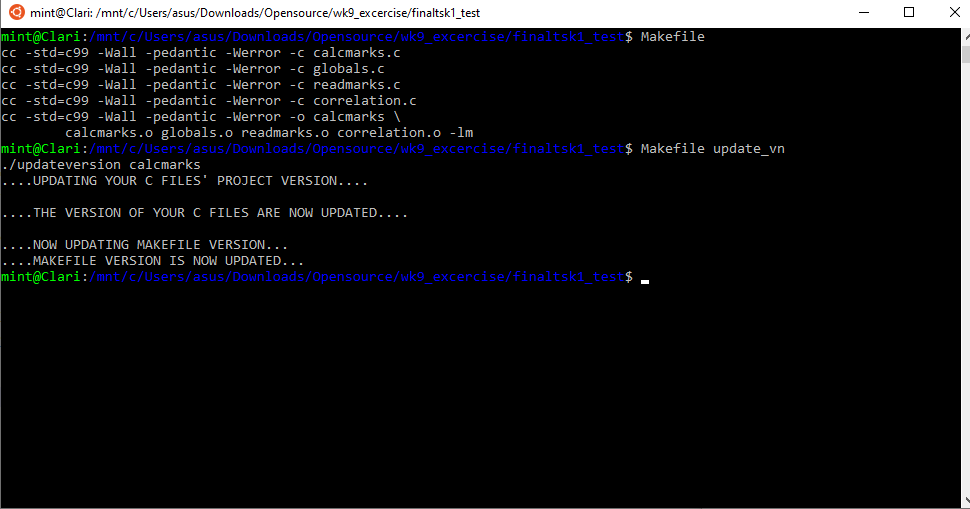 mint@Clari: /mnt/c/Users/asus/Downloads/Opensource/wk9_excercise/finaltsk1_test
mint@Clari:/mnt/c/Users/asus/Downloads/Opensource/wk9_excercise/finaltsk1_test$ Makefile
cc -std=c99 -Wall -pedantic -Werror -c calcmarks.c
cc -std=c99 -Wall -pedantic -Werror -c globals.c
cc -std=c99 -Wall -pedantic -Werror -c readmarks.c
cc -std=c99 -Wall -pedantic -Werror -c correlation.c
cc -std=c99 -Wall -pedantic -Werror -o calcmarks \
        calcmarks.o globals.o readmarks.o correlation.o -lm
mint@Clari:/mnt/c/Users/asus/Downloads/Opensource/wk9_excercise/finaltsk1_test$ Makefile update_vn
./updateversion calcmarks
....UPDATING YOUR C FILES' PROJECT VERSION....
....THE VERSION OF YOUR C FILES ARE NOW UPDATED....
....NOW UPDATING MAKEFILE VERSION...
....MAKEFILE VERSION IS NOW UPDATED...
mint@Clari:/mnt/c/Users/asus/Downloads/Opensource/wk9_excercise/finaltsk1_test$